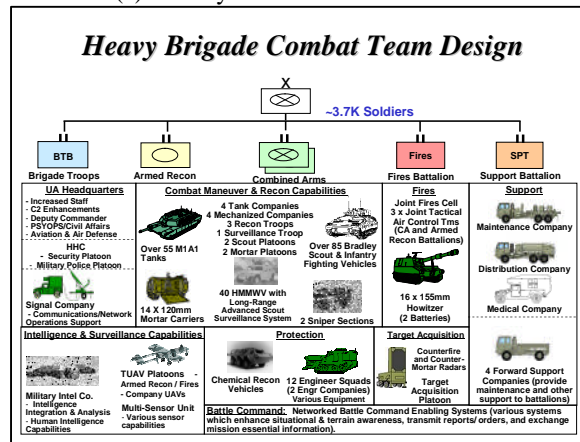 Heavy Brigade Combat Team Design
X
~3.7K Soldiers
II
II
II
II
II
BTB
Fires
SPT
Brigade Troops
Armed Recon
Combined Arms
Fires Battalion
Support Battalion
UA Headquarters
- Increased Staff
- C2 Enhancements
- Deputy Commander
- PSYOPS/Civil Affairs
- Aviation & Air Defense
HHC
- Security Platoon
- Military Police Platoon
Signal Company
- Communications/Network
Operations Support
Combat Maneuver & Recon Capabilities
Over 55 M1A1
Tanks
14 X 120mm
Mortar Carriers
4 Tank Companies
4 Mechanized Companies
3 Recon Troops
1 Surveillance Troop
2 Scout Platoons
2 Mortar Platoons
40 HMMWV with
Long-Range
Advanced Scout
Surveillance System
Over 85 Bradley
Scout & Infantry
Fighting Vehicles
2 Sniper Sections
Fires
Joint Fires Cell
3 x Joint Tactical
Air Control Tms
(CA and Armed
Recon Battalions)
16 x 155mm
Howitzer
(2 Batteries)
Support
Maintenance Company
Distribution Company
Medical Company
4 Forward Support
Companies (provide
maintenance and other
support to battalions)
Intelligence & Surveillance Capabilities
Military Intel Co.
- Intelligence
Integration & Analysis
- Human Intelligence
Capabilities
TUAV Platoons -
Armed Recon / Fires
- Company UAVs
Multi-Sensor Unit
- Various sensor
capabilities
Protection
Chemical Recon
Vehicles
12 Engineer Squads
(2 Engr Companies)
Various Equipment
Target Acquisition
Counterfire
and Counter-
Mortar Radars
Target
Acquisition
Platoon
Battle Command: Networked Battle Command Enabling Systems (various systems
which enhance situational & terrain awareness, transmit reports/ orders, and exchange
mission essential information).